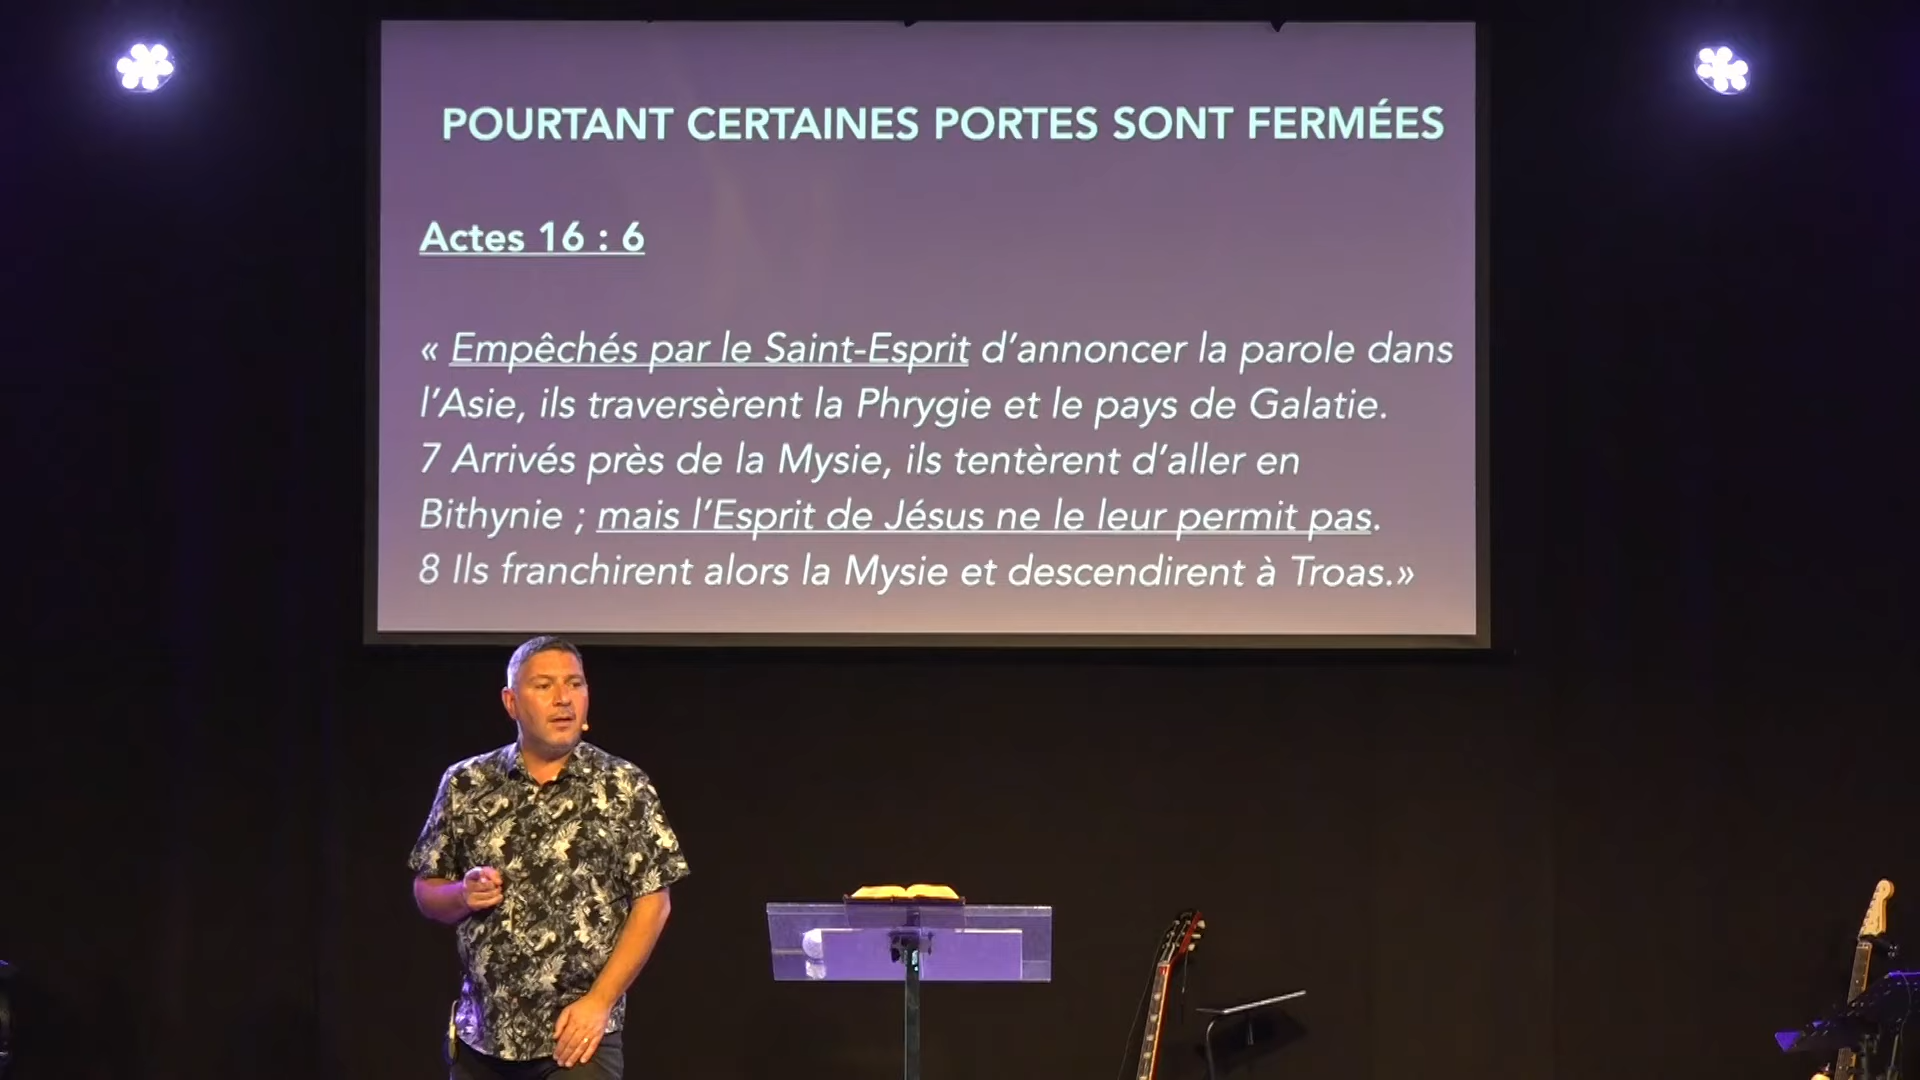 POURTANT CERTAINES PORTES SONT FERMÉES
Actes 16 : 6
« Empêchés par le Saint-Esprit d’annoncer la parole dans
l’Asie, ils traversèrent la Phrygie et le pays de Galatie.
7 Arrivés près de la Mysie, ils tentèrent d’aller en
Bithynie ; mais l’Esprit de Jésus ne le leur permit pas.
8 Ils franchirent alors la Mysie et descendirent à Troas.»